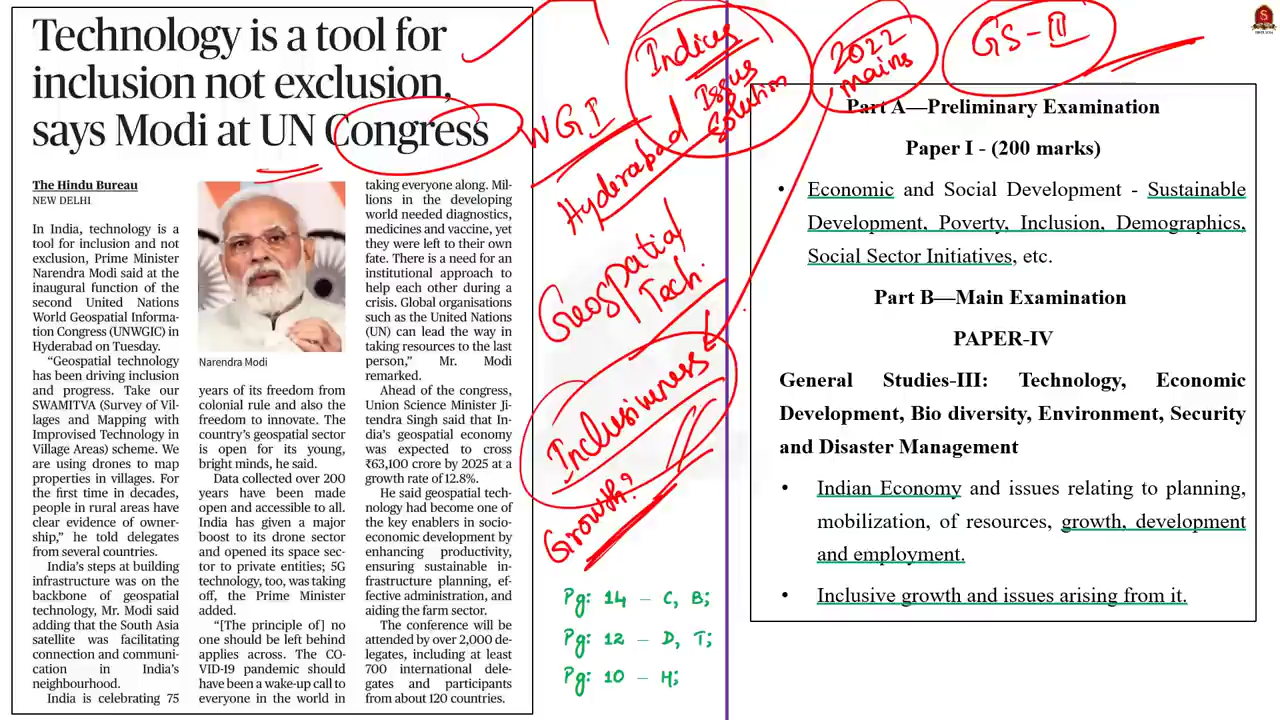 Technology is a tool for
inclusion not exclusion,
says Modi at UN Congress
The Hindu Bureau
NEW DELHI
In India, technology is a
tool for inclusion and not
exclusion, Prime Minister
Narendra Modi said at the
inaugural function of the
second United Nations
World Geospatial Informa-
tion Congress (UNWGIC) in
Hyderabad on Tuesday.
"Geospatial technology
has been driving inclusion
and progress. Take our
SWAMITVA (Survey of Vil-
lages and Mapping with
Improvised Technology in
Village Areas) scheme. We
are using drones to map
properties in villages. For
the first time in decades,
people in rural areas have
clear evidence of owner-
ship," he told delegates
from several countries.
India's steps at building
infrastructure was on the
backbone of geospatial
technology, Mr. Modi said
adding that the South Asia
satellite was facilitating
connection and communi-
cation in India's
neighbourhood.
India is celebrating 75
Narendra Modi
years of its freedom from
colonial rule and also the
freedom to innovate. The
country's geospatial sector
is open for its young,
bright minds, he said.
Data collected over 200
years have been made
open and accessible to all.
India has given a major
boost to its drone sector
and opened its space sec-
tor to private entities; 5G
technology, too, was taking
off, the Prime Minister
added.
"[The principle of] no
one should be left behind
applies across. The CO-
VID-19 pandemic should
have been a wake-up call to
everyone in the world in
taking everyone along. Mil-
lions in the developing
world needed diagnostics,
medicines and vaccine, yet
they were left to their own
fate. There is a need for an
institutional approach to
help each other during a
crisis. Global organisations
such as the United Nations
(UN) can lead the way in
taking resources to the last
person," Mr. Modi
remarked.
Ahead of the congress,
Union Science Minister Ji-
tendra Singh said that In-
dia's geospatial economy
was expected to cross
₹63,100 crore by 2025 at a
growth rate of 12.8%.
He said geospatial tech-
nology had become one of
the key enablers in socio-
economic development by
enhancing productivity,
ensuring sustainable in-
frastructure planning, ef-
fective administration, and
aiding the farm sector.
The conference will be
attended by over 2,000 de-
legates, including at least
700 international dele-
gates and participants
from about 120 countries.
WGI
Indices
Issues
Solution
Hyderabad
Geospatial
Tech.
Inclusiveness
Growth?
Pg: 14 – C, B;
Pg: 12 – D, T;
Pg: 10 – H;
2022
mains
GS-III
Part A—Preliminary Examination
Paper I - (200 marks)
• Economic and Social Development - Sustainable
Development, Poverty, Inclusion, Demographics,
Social Sector Initiatives, etc.
Part B—Main Examination
PAPER-IV
General Studies-III: Technology, Economic
Development, Bio diversity, Environment, Security
and Disaster Management
• Indian Economy and issues relating to planning,
mobilization, of resources, growth, development
and employment.
• Inclusive growth and issues arising from it.